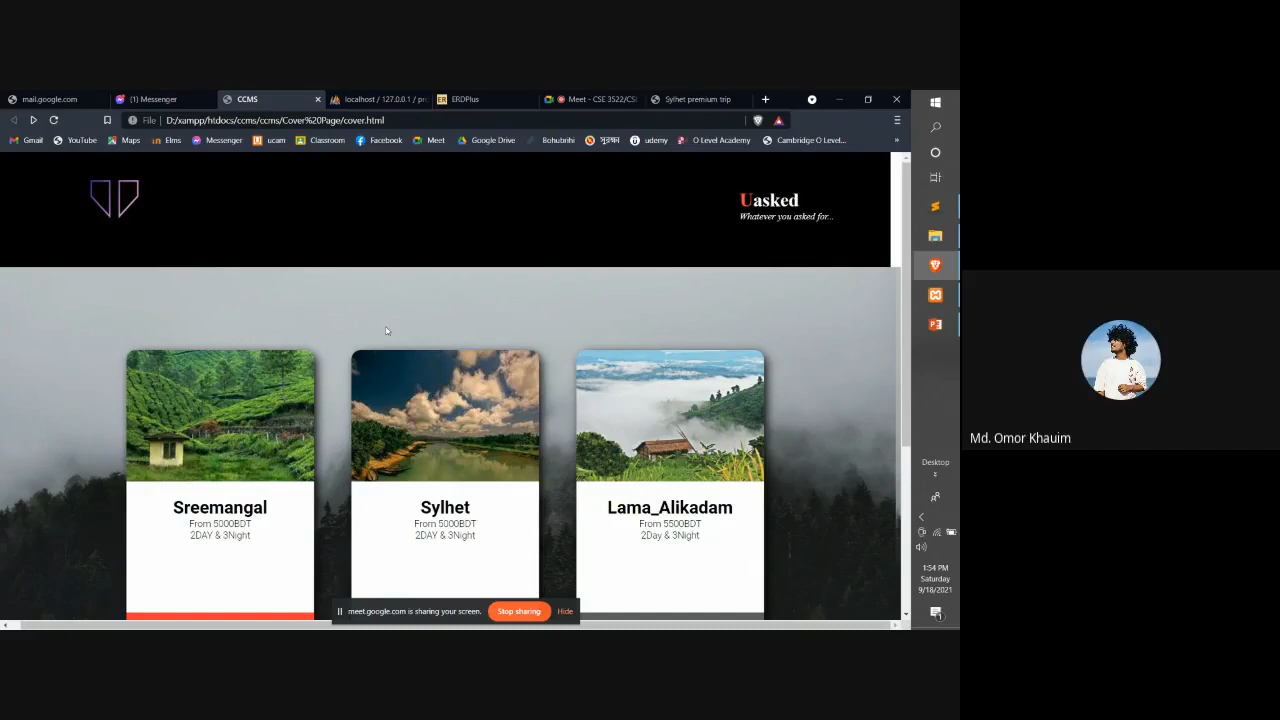 mail.google.com
(1) Messenger
CCMS
localhost / 127.0.0.1 / pr
ERDPlus
Meet - CSE 3522/CSI
Sylhet premium trip
File
D:/xampp/htdocs/ccms/ccms/Cover%20Page/cover.html
Gmail
YouTube
Maps
Elms
Messenger
ucam
Classroom
Facebook
Meet
Google Drive
Bohubrihi
সুরক্ষা
udemy
O Level Academy
Cambridge O Level...
Uasked
Whatever you asked for...
Sreemangal
From 5000BDT
2DAY & 3Night
Sylhet
From 5000BDT
2DAY & 3Night
Lama_Alikadam
From 5500BDT
2Day & 3Night
meet.google.com is sharing your screen.
Stop sharing
Hide
Desktop
1:54 PM
Saturday
9/18/2021
Md. Omor Khauim